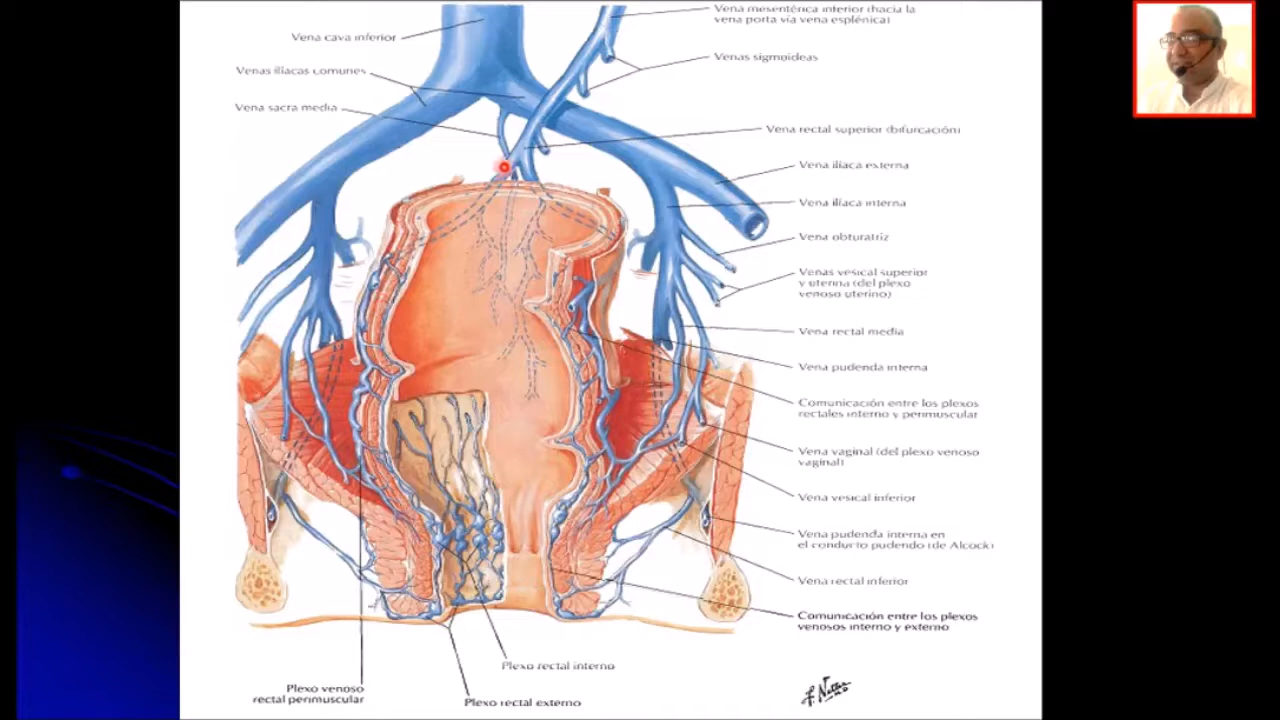 Vena cava inferior
Venas ilíacas comunes
Vena sacra media
Vena mesentérica inferior (hacia la
vena porta vía vena esplénica)
Venas sigmoideas
Vena rectal superior (bifurcación)
Vena ilíaca externa
Vena ilíaca interna
Vena obturatriz
Venas vesical superior
y uterina (del plexo
venoso uterino)
Vena rectal media
Vena pudenda interna
Comunicación entre los plexos
rectales interno y perimuscular
Vena vaginal (del plexo venoso
vaginal)
Vena vesical inferior
Vena pudenda interna en
el conducto pudendo (de Alcock)
Vena rectal inferior
Comunicación entre los plexos
venosos interno y externo
Plexo rectal interno
Plexo venoso
rectal perimuscular
Plexo rectal externo
F. Netter